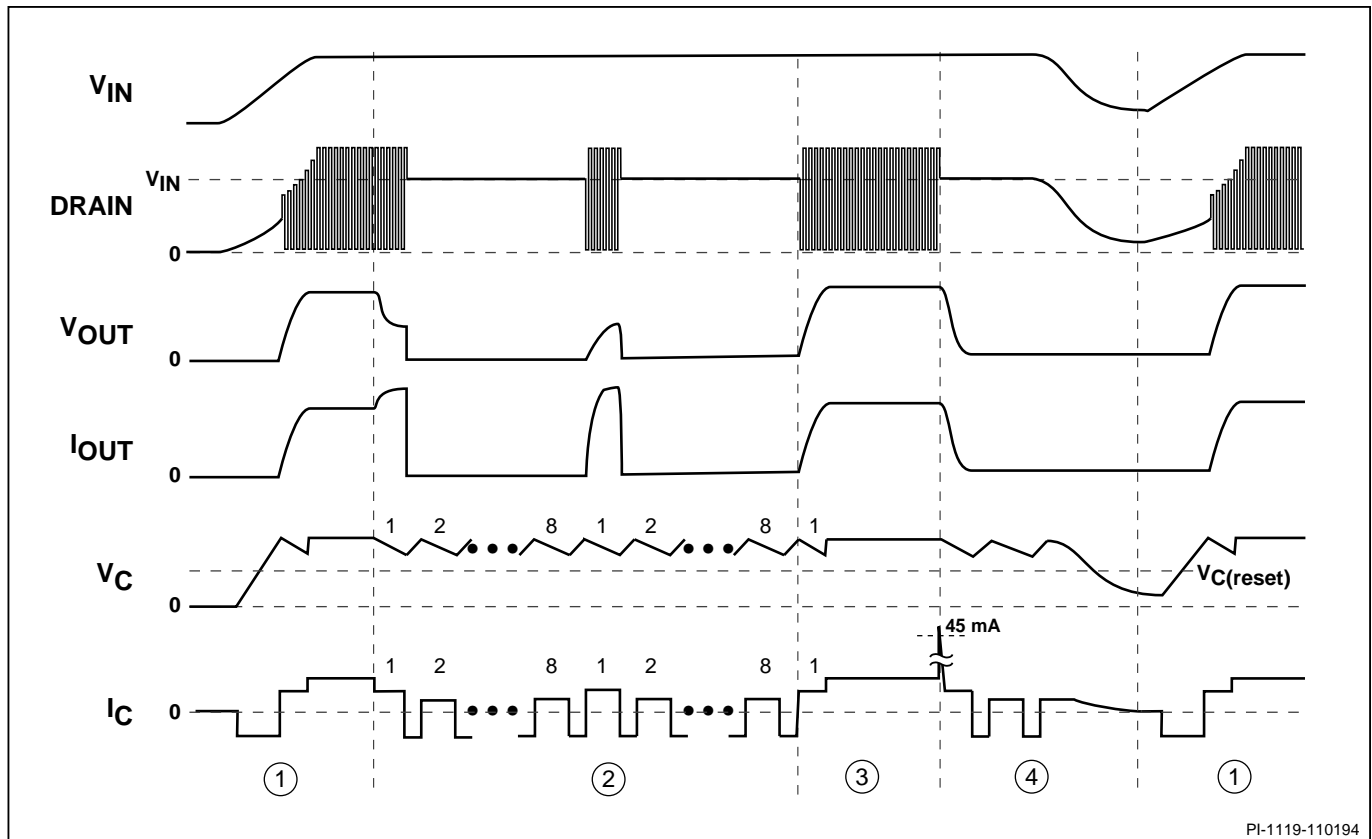 VIN
VIN
DRAIN
0
VOUT
0
IOUT
0
1 2 8 1 2 8 1
VC
VC(reset)
0
45 mA
1 2 8 1 2 8 1
IC
0
1 2 3 4 1
PI-1119-110194